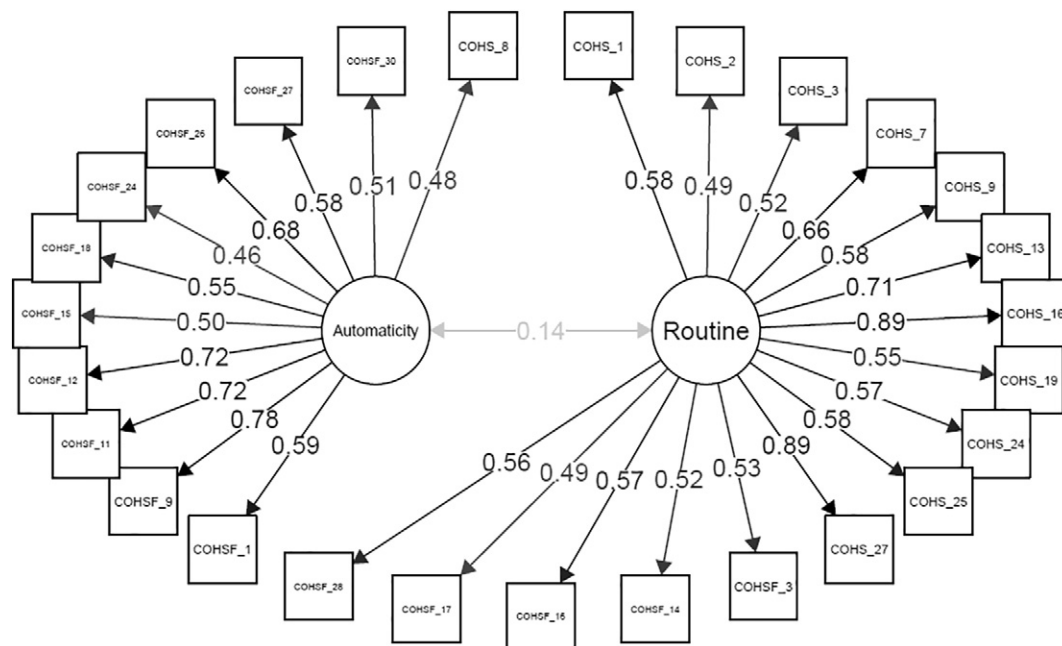 COHS_8
COHS_1
COHSF_30
COHS_2
COHSF_27
COHS_3
COHSF_26
COHS_7
COHSF_24
COHS_9
COHSF_18
COHS_13
COHSF_15
COHS_16
COHSF_12
COHS_19
COHSF_11
COHS_24
COHSF_9
COHS_25
COHSF_1
COHS_27
COHSF_28
COHSF_17
COHSF_16
COHSF_14
COHSF_3
Automaticity
Routine
0.14
0.48
0.51
0.58
0.68
0.46
0.55
0.50
0.72
0.72
0.78
0.59
0.58
0.49
0.52
0.66
0.58
0.71
0.89
0.55
0.57
0.58
0.89
0.53
0.52
0.57
0.49
0.56